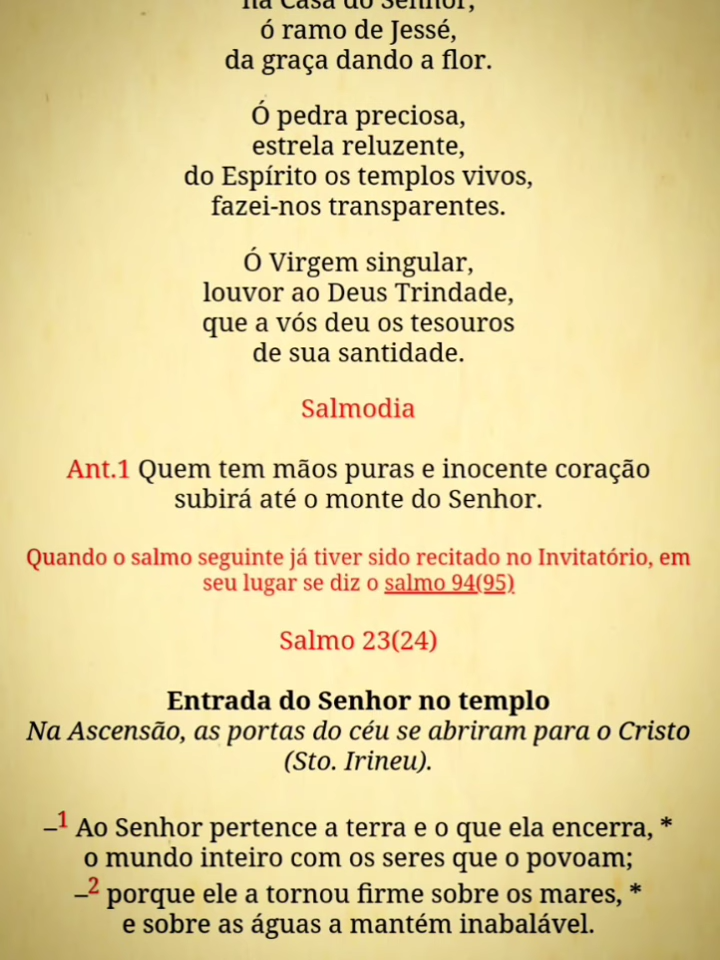 na Casa do Senhor,
ó ramo de Jessé,
da graça dando a flor.
Ó pedra preciosa,
estrela reluzente,
do Espírito os templos vivos,
fazei-nos transparentes.
Ó Virgem singular,
louvor ao Deus Trindade,
que a vós deu os tesouros
de sua santidade.
Salmodia
Ant.1 Quem tem mãos puras e inocente coração
subirá até o monte do Senhor.
Quando o salmo seguinte já tiver sido recitado no Invitatório, em
seu lugar se diz o salmo 94(95)
Salmo 23(24)
Entrada do Senhor no templo
Na Ascensão, as portas do céu se abriram para o Cristo
(Sto. Irineu).
–1 Ao Senhor pertence a terra e o que ela encerra, *
o mundo inteiro com os seres que o povoam;
–2 porque ele a tornou firme sobre os mares, *
e sobre as águas a mantém inabalável.